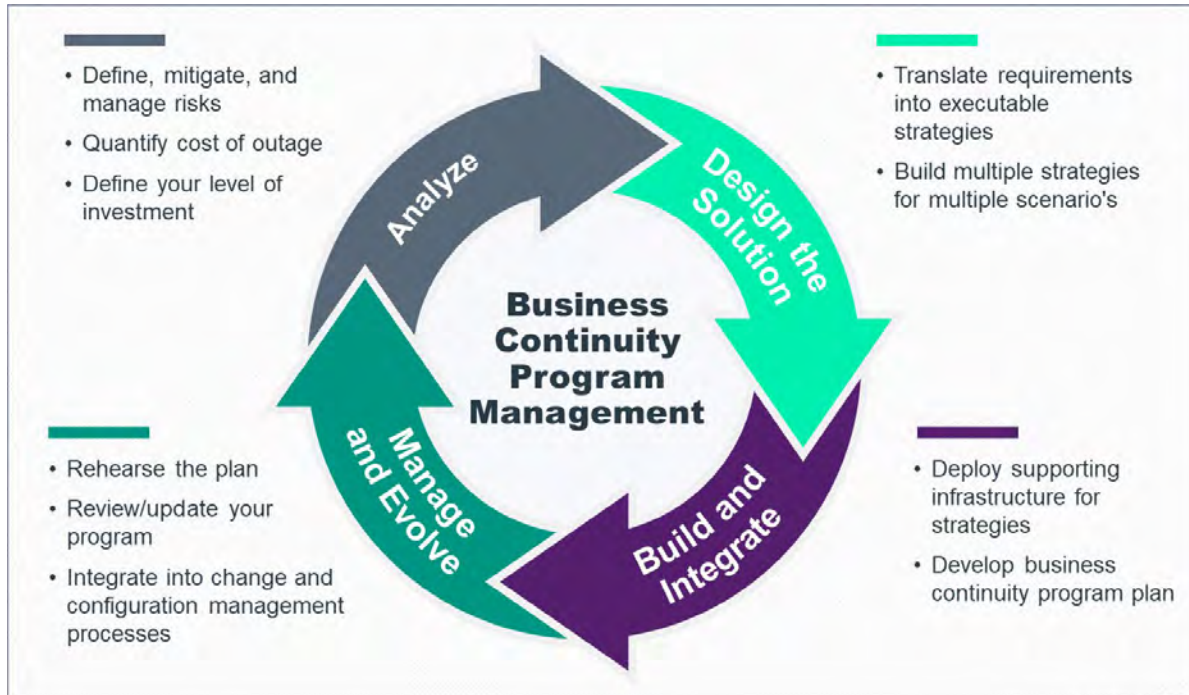 • Define, mitigate, and
manage risks
• Quantify cost of outage
• Define your level of
investment
Analyze
• Translate requirements
into executable
strategies
• Build multiple strategies
for multiple scenario's
Design the
Solution
Business
Continuity
Program
Management
• Deploy supporting
infrastructure for
strategies
• Develop business
continuity program plan
Build and
Integrate
• Rehearse the plan
• Review/update your
program
• Integrate into change and
configuration management
processes
Manage
and Evolve